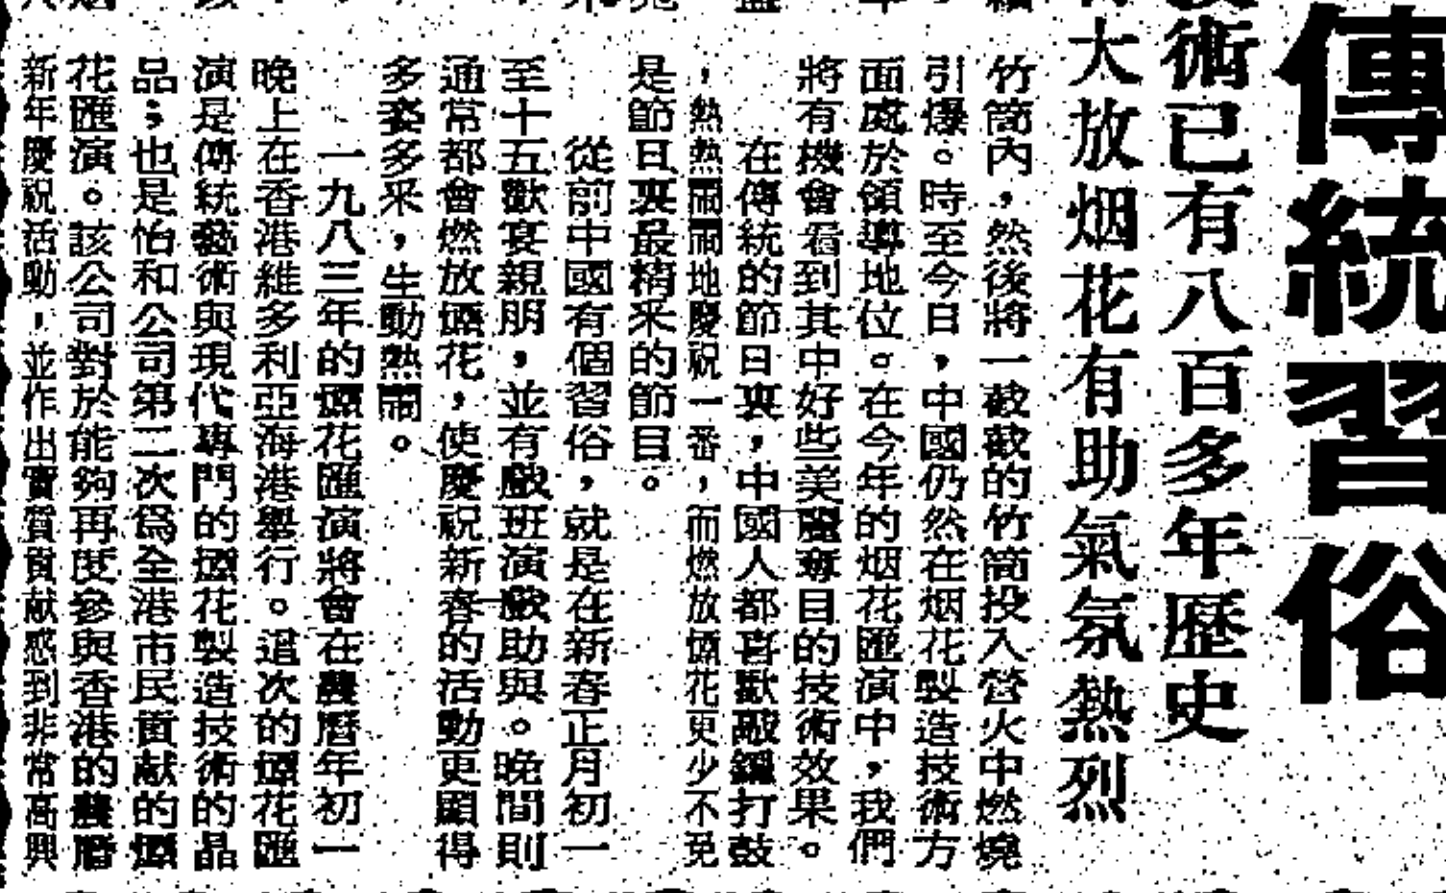 傳統習俗
術已有八百多年歷史
大放烟花有助氣氛熱烈
竹筒內，然後將一截截的竹筒投入營火中燃燒
引爆。時至今日，中國仍然在烟花製造技術方
面處於領導地位。在今年的烟花匯演中，我們
將有機會看到其中好些美麗奪目的技術效果。
在傳統的節日裏，中國人都喜歡敲鑼打鼓
，熱熱鬧鬧地慶祝一番，而燃放煙花更少不免
是節日裏最精采的節目。
從前中國有個習俗，就是在新春正月初一
至十五歡宴親朋，並有戲班演戲助興。晚間則
通常都會燃放煙花，使慶祝新春的活動更顯得
多姿多采，生動熱鬧。
一九八三年的煙花匯演將會在農曆年初一
晚上在香港維多利亞海港舉行。這次的煙花匯
演是傳統藝術與現代專門的煙花製造技術的晶
品；也是怡和公司第二次爲全港市民貢献的煙
花匯演。該公司對於能夠再度參與香港的農曆
新年慶祝活動，並作出實質貢献感到非常高興